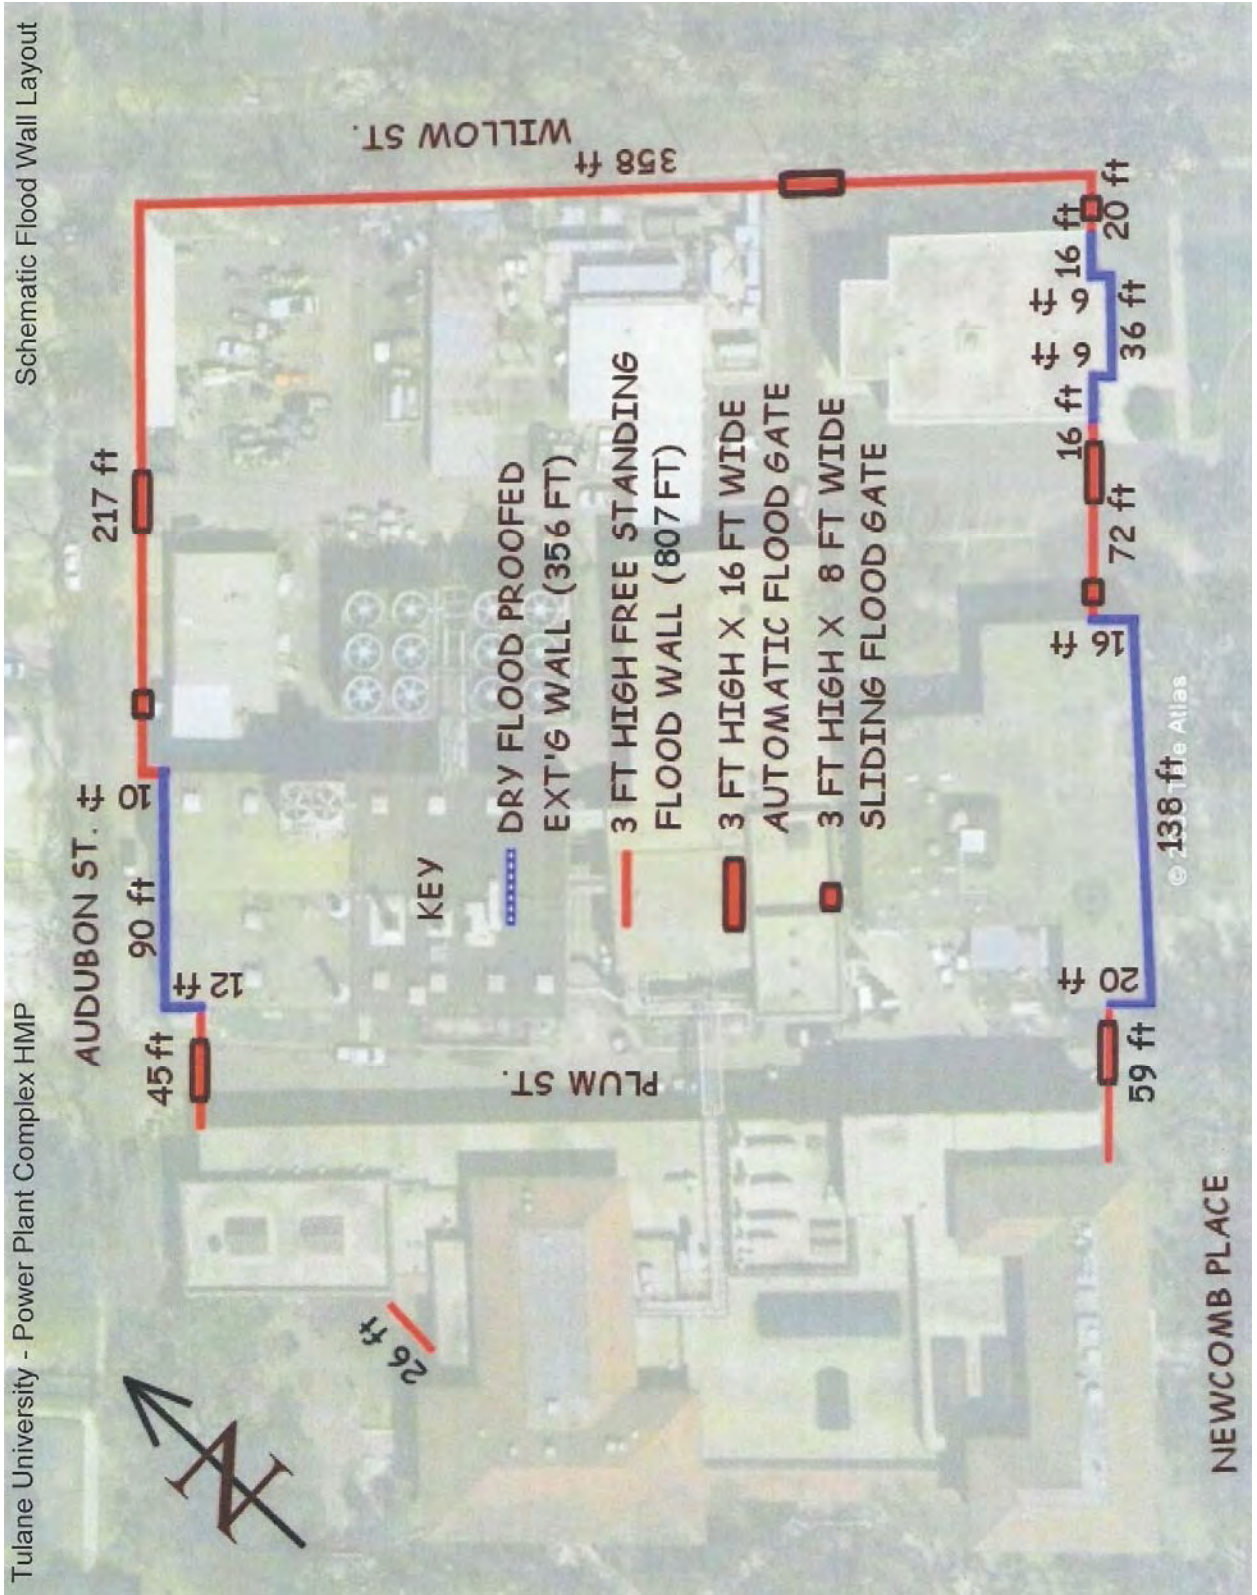 Tulane University - Power Plant Complex HMP
Schematic Flood Wall Layout
AUDUBON ST.
217 ft
10 ft
90 ft
12 ft
45 ft
WILLOW ST.
358 ft
20 ft
16 ft
6 ft
36 ft
6 ft
16 ft
72 ft
16 ft
138 ft
20 ft
59 ft
PLUM ST.
26 ft
NEWCOMB PLACE
N
KEY
DRY FLOOD PROOFED
EXT'G WALL (356 FT)
3 FT HIGH FREE STANDING
FLOOD WALL (807 FT)
3 FT HIGH X 16 FT WIDE
AUTOMATIC FLOOD GATE
3 FT HIGH X 8 FT WIDE
SLIDING FLOOD GATE
Atlas